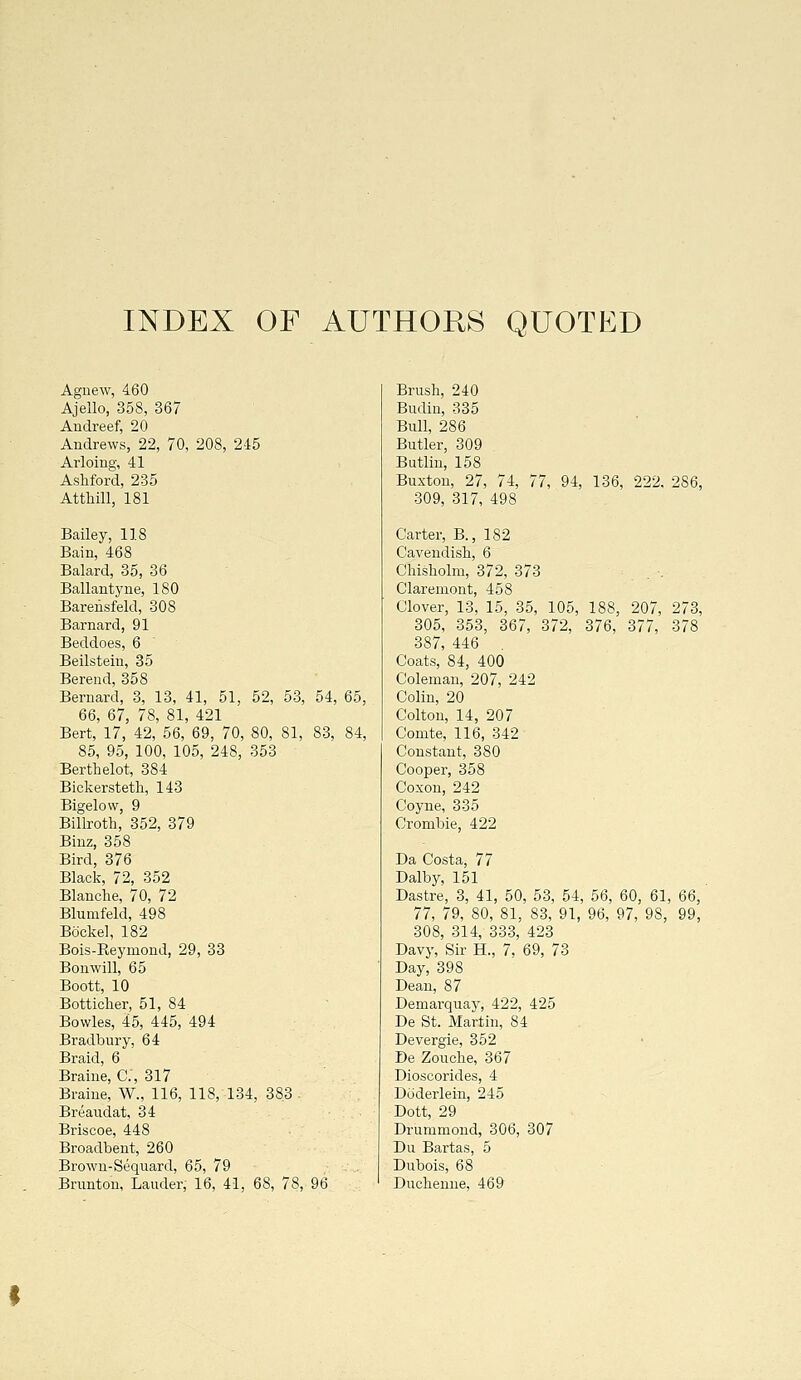 INDEX OF AUTHORS QUOTED
Agnew, 460
Ajello, 358, 367
Andreef, 20
Andrews, 22, 70, 208, 245
Arloing, 41
Ashford, 235
Atthill, 181
Bailey, 118
Bain, 468
Balard, 35, 36
Ballantyne, 180
Barensfeld, 308
Barnard, 91
Beddoes, 6
Beilstein, 35
Berend, 358
Bernard, 3, 13, 41, 51, 52, 53, 54, 65,
66, 67, 78, 81, 421
Bert, 17, 42, 56, 69, 70, 80, 81, 83, 84,
85, 95, 100, 105, 248, 353
Berthelot, 384
Bickersteth, 143
Bigelow, 9
Billroth, 352, 379
Binz, 358
Bird, 376
Black, 72, 352
Blanche, 70, 72
Blumfeld, 498
Böckel, 182
Bois-Reymond, 29, 33
Bonwill, 65
Boott, 10
Botticher, 51, 84
Bowles, 45, 445, 494
Bradbury, 64
Braid, 6
Braine, C., 317
Braine, W., 116, 118, 134, 383
Bréaudat, 34
Briscoe, 448
Broadbent, 260
Brown-Séquard, 65, 79
Brunton, Lauder, 16, 41, 68, 78, 96
Brush, 240
Budin, 335
Bull, 286
Butler, 309
Butlin, 158
Buxton, 27, 74, 77, 94, 136, 222, 286,
309, 317, 498
Carter, B., 182
Cavendish, 6
Chisholm, 372, 373
Claremont, 458
Clover, 13, 15, 35, 105, 188, 207, 273,
305, 353, 367, 372, 376, 377, 378
387, 446
Coats, 84, 400
Coleman, 207, 242
Colin, 20
Colton, 14, 207
Comte, 116, 342
Constant, 380
Cooper, 358
Coxon, 242
Coyne, 335
Crombie, 422
Da Costa, 77
Dalby, 151
Dastre, 3, 41, 50, 53, 54, 56, 60, 61, 66,
77, 79, 80, 81, 83, 91, 96, 97, 98, 99,
308, 314, 333, 423
Davy, Sir H., 7, 69, 73
Day, 398
Dean, 87
Demarquay, 422, 425
De St. Martin, 84
Devergie, 352
De Zouche, 367
Dioscorides, 4
Döderlein, 245
Dott, 29
Drummond, 306, 307
Du Bartas, 5
Dubois, 68
Duchenne, 469